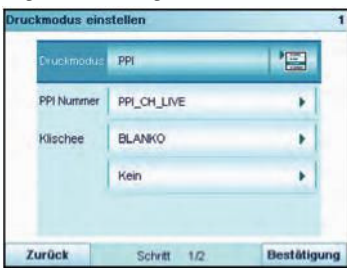 Druckmodus einstellen 1
Druckmodus PPI
PPI Nummer PPI_CH_LIVE
Klischee BLANKO
Kein
Zurück Schritt 1/2 Bestätigung